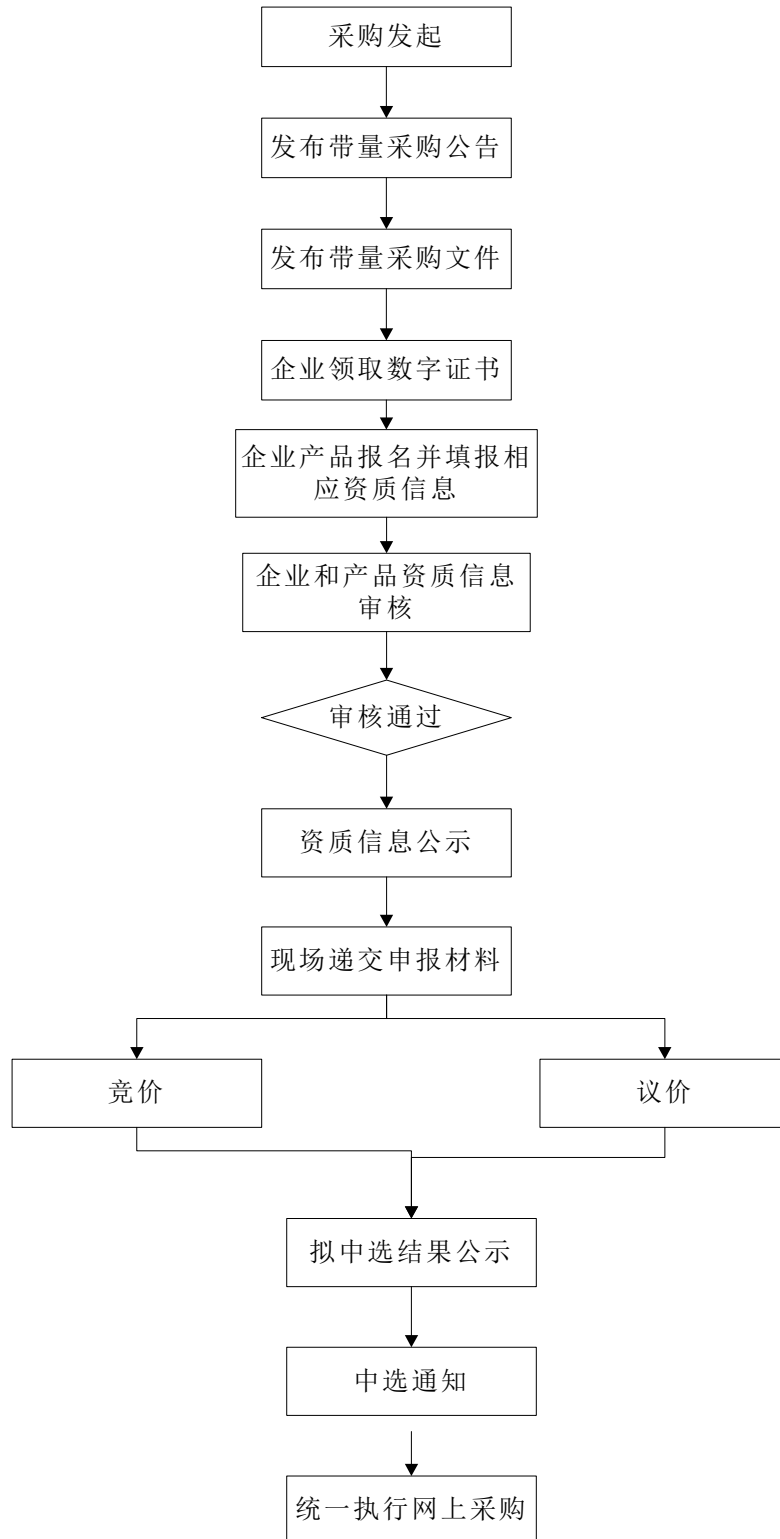 采购发起
发布带量采购公告
发布带量采购文件
企业领取数字证书
企业产品报名并填报相
应资质信息
企业和产品资质信息
审核
审核通过
资质信息公示
现场递交申报材料
竞价
议价
拟中选结果公示
中选通知
统一执行网上采购